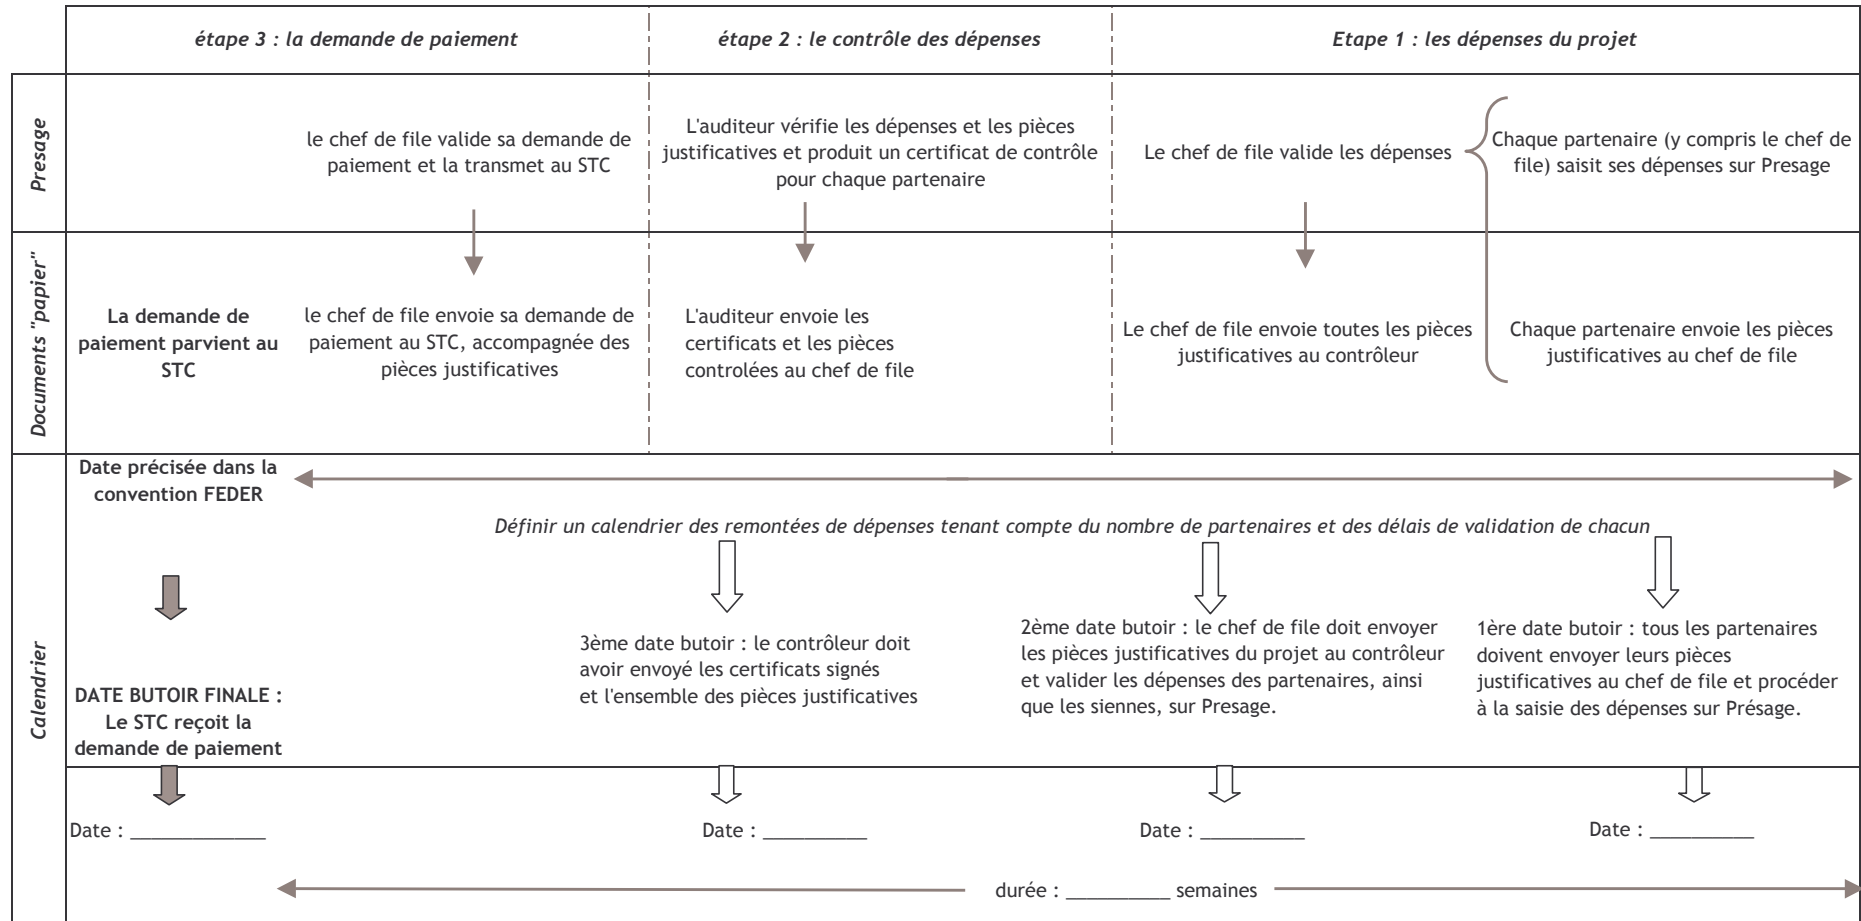 étape 3 : la demande de paiement
étape 2 : le contrôle des dépenses
Etape 1 : les dépenses du projet
Presage
le chef de file valide sa demande de
paiement et la transmet au STC
L'auditeur vérifie les dépenses et les pièces
justificatives et produit un certificat de contrôle
pour chaque partenaire
Le chef de file valide les dépenses
Chaque partenaire (y compris le chef de
file) saisit ses dépenses sur Presage
Documents "papier"
La demande de
paiement parvient au
STC
le chef de file envoie sa demande de
paiement au STC, accompagnée des
pièces justificatives
L'auditeur envoie les
certificats et les pièces
controlées au chef de file
Le chef de file envoie toutes les pièces
justificatives au contrôleur
Chaque partenaire envoie les pièces
justificatives au chef de file
Calendrier
Date précisée dans la
convention FEDER
Définir un calendrier des remontées de dépenses tenant compte du nombre de partenaires et des délais de validation de chacun
DATE BUTOIR FINALE :
Le STC reçoit la
demande de paiement
3ème date butoir : le contrôleur doit
avoir envoyé les certificats signés
et l'ensemble des pièces justificatives
2ème date butoir : le chef de file doit envoyer
les pièces justificatives du projet au contrôleur
et valider les dépenses des partenaires, ainsi
que les siennes, sur Presage.
1ère date butoir : tous les partenaires
doivent envoyer leurs pièces
justificatives au chef de file et procéder
à la saisie des dépenses sur Présage.
Date : _____________
Date : __________
Date : __________
Date : __________
durée : __________ semaines